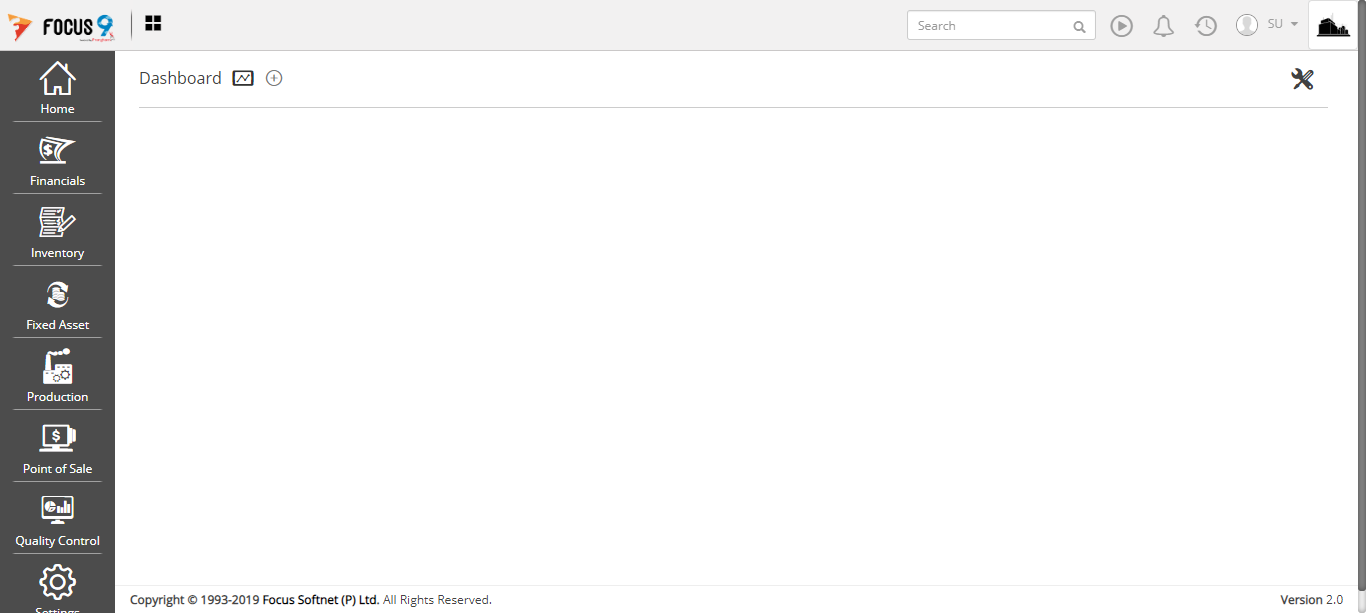 FOCUS 9
Search
SU
Dashboard
Home
Financials
Inventory
Fixed Asset
Production
Point of Sale
Quality Control
Settings
Copyright © 1993-2019 Focus Softnet (P) Ltd. All Rights Reserved.
Version 2.0